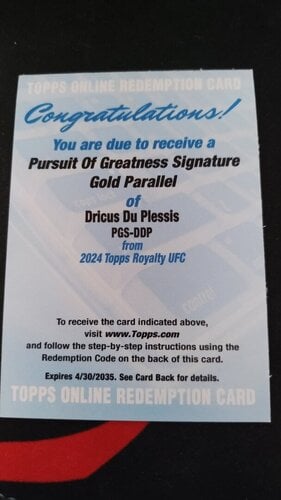 TOPPS ONLINE REDEMPTION CARD
Congratulations!
You are due to receive a
Pursuit Of Greatness Signature
Gold Parallel
of
Dricus Du Plessis
PGS-DDP
from
2024 Topps Royalty UFC
To receive the card indicated above,
visit www.Topps.com
and follow the step-by-step instructions using the
Redemption Code on the back of this card.
Expires 4/30/2035. See Card Back for details.
TOPPS ONLINE REDEMPTION CARD